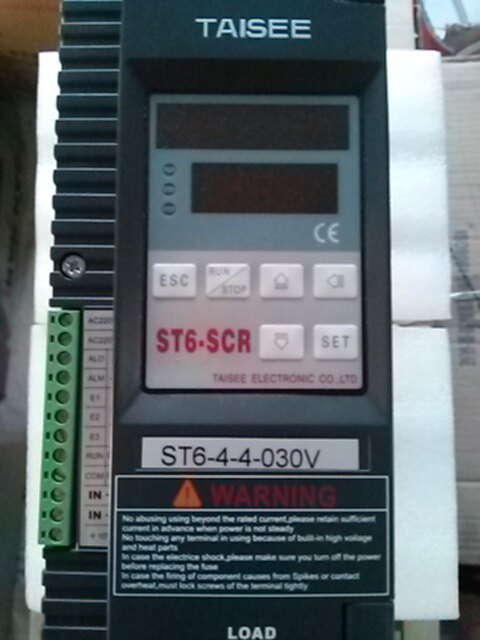 TAISEE
CE
ESC
RUN
STOP
ST6-SCR
SET
TAISEE ELECTRONIC CO.,LTD
AC220
AC220
ALO
ALM
E1
E2
E3
RUN
COM
IN -
IN -
ST6-4-4-030V
WARNING
No abusing using beyond the rated current,please retain sufficient
current in advance when power is not steady
No touching any terminal in using because of bulit-in high voltage
and heat parts
In case the electrice shock,please make sure you turn off the power
before replacing the fuse
In case the firing of component causes from Spikes or contact
overheat,must lock screws of the terminal tightly
LOAD